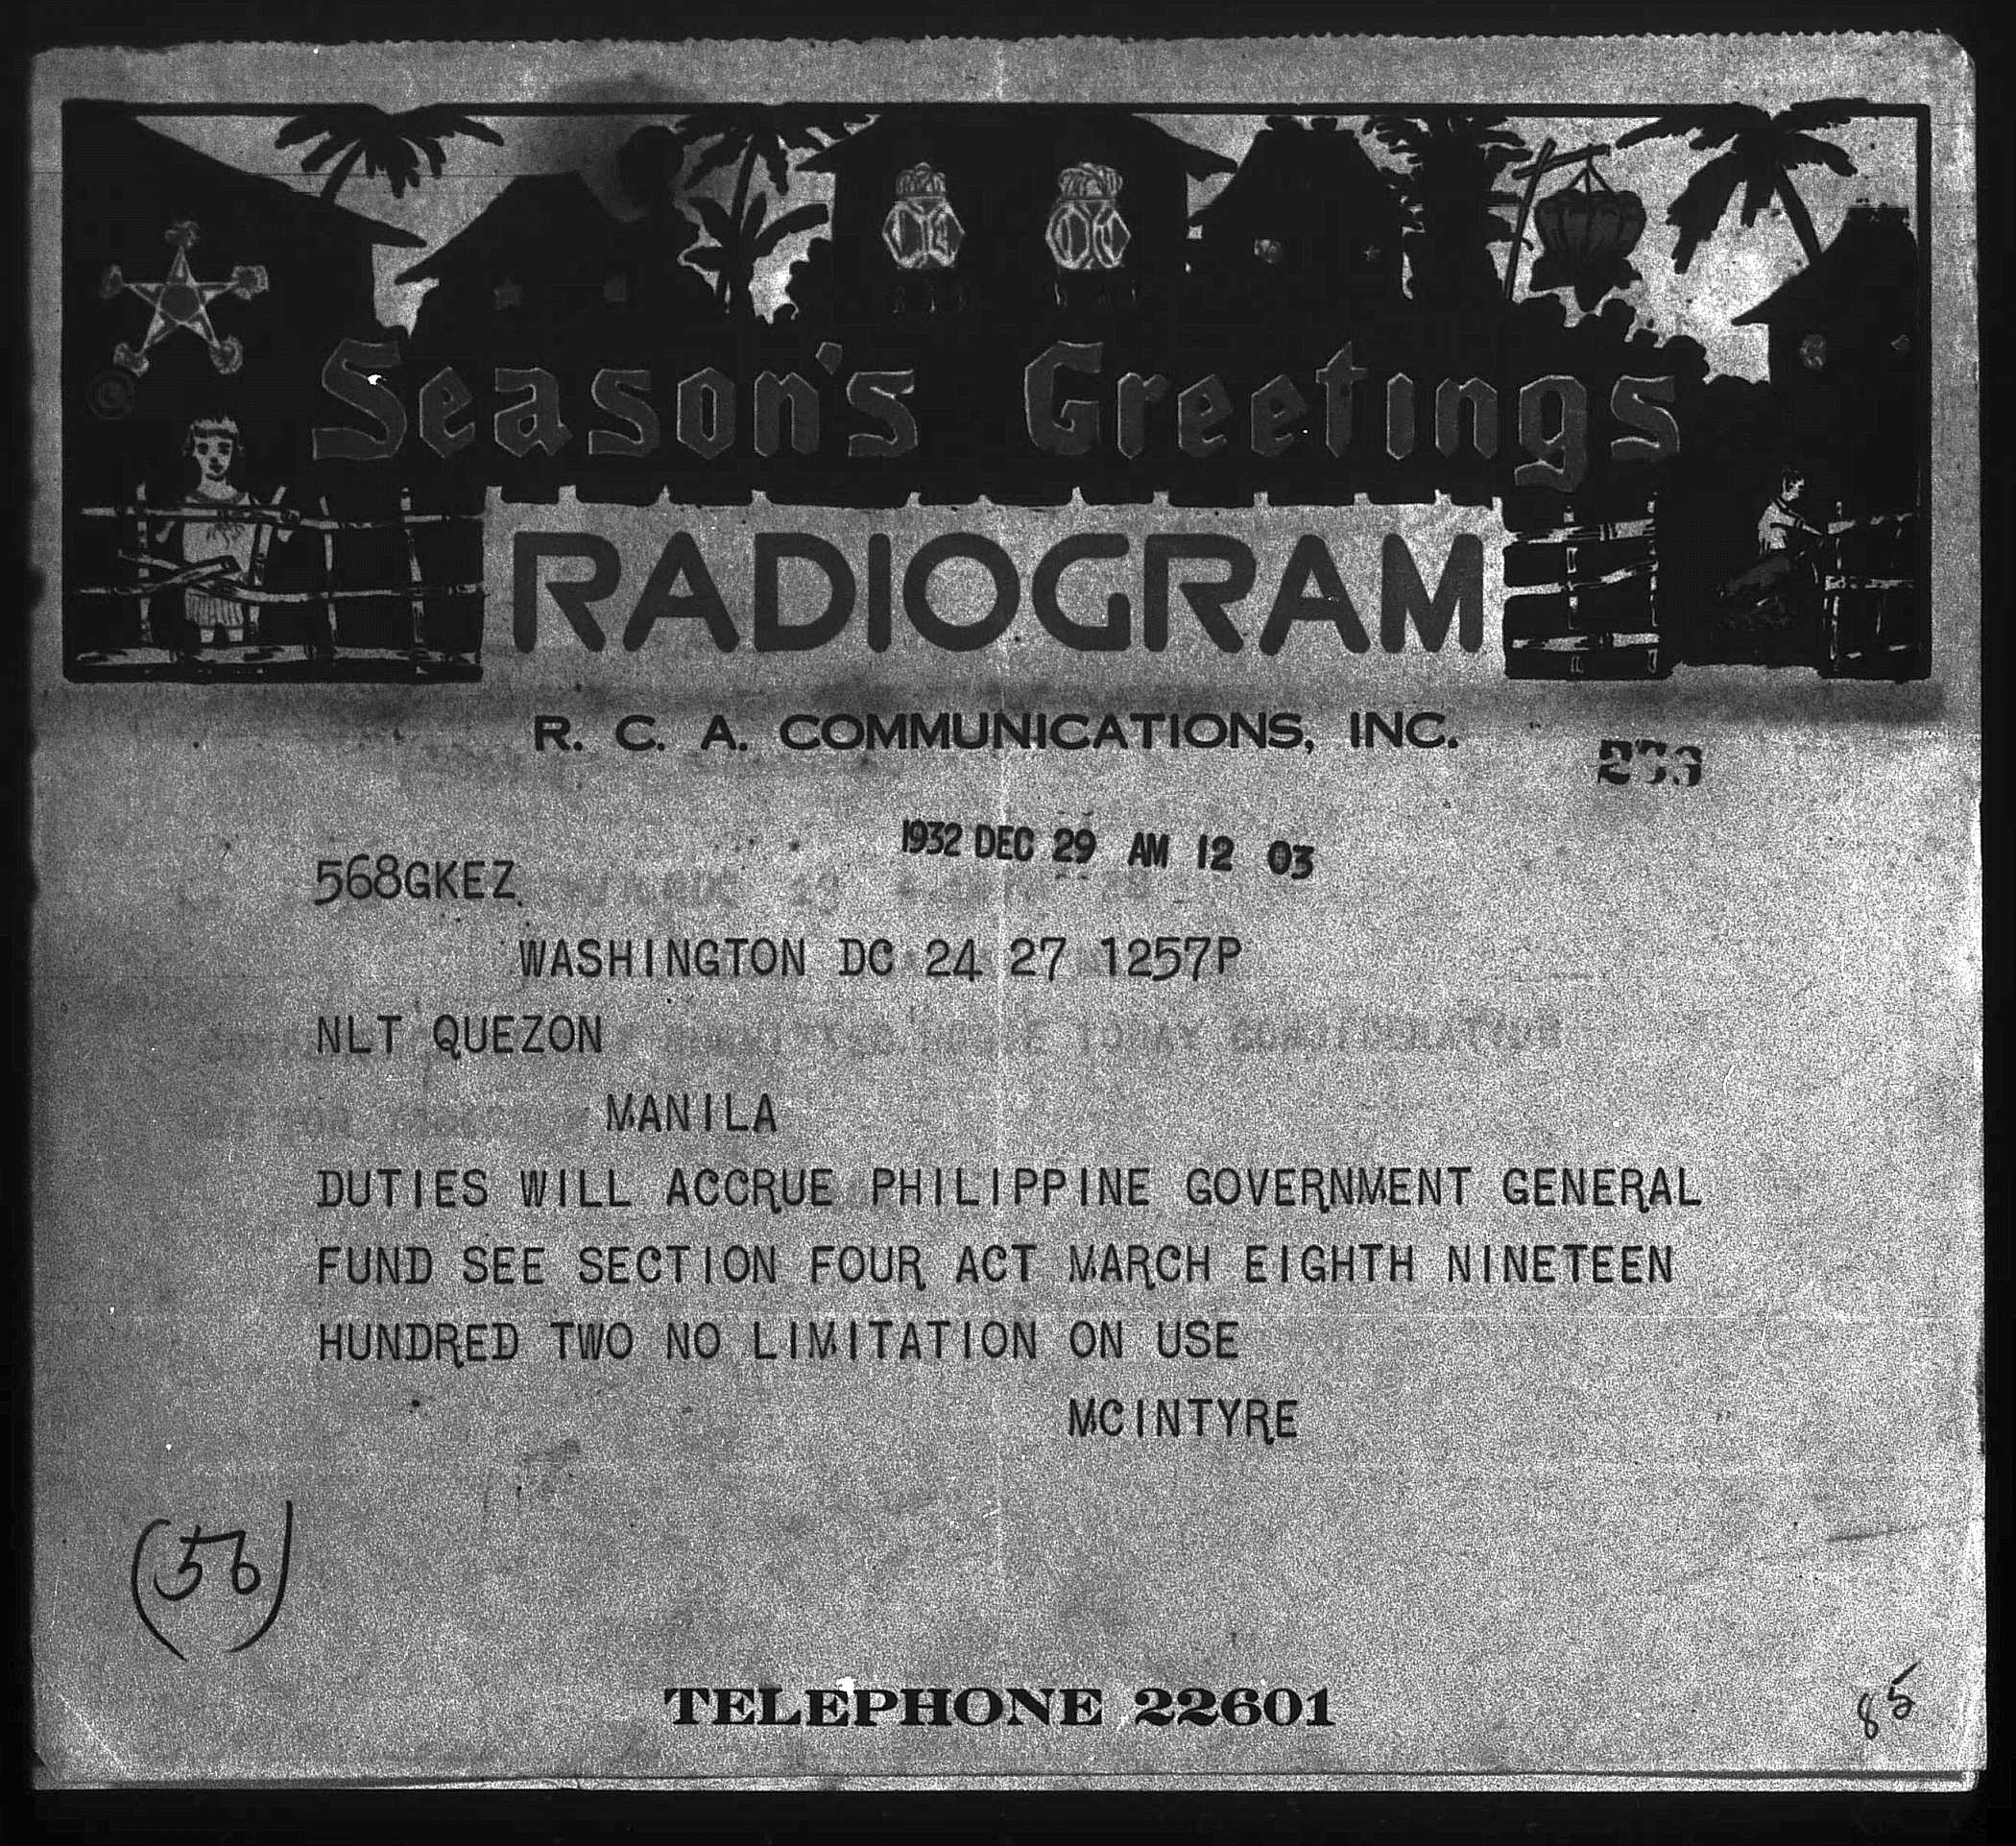 Season's Greetings
RADIOGRAM
R. C. A. COMMUNICATIONS, INC.
1932 DEC 29 AM 12 03
568GKEZ
WASHINGTON DC 24 27 1257P
NLT QUEZON
MANILA
DUTIES WILL ACCRUE PHILIPPINE GOVERNMENT GENERAL
FUND SEE SECTION FOUR ACT MARCH EIGHTH NINETEEN
HUNDRED TWO NO LIMITATION ON USE
MCINTYRE
(56)
TELEPHONE 22601
85